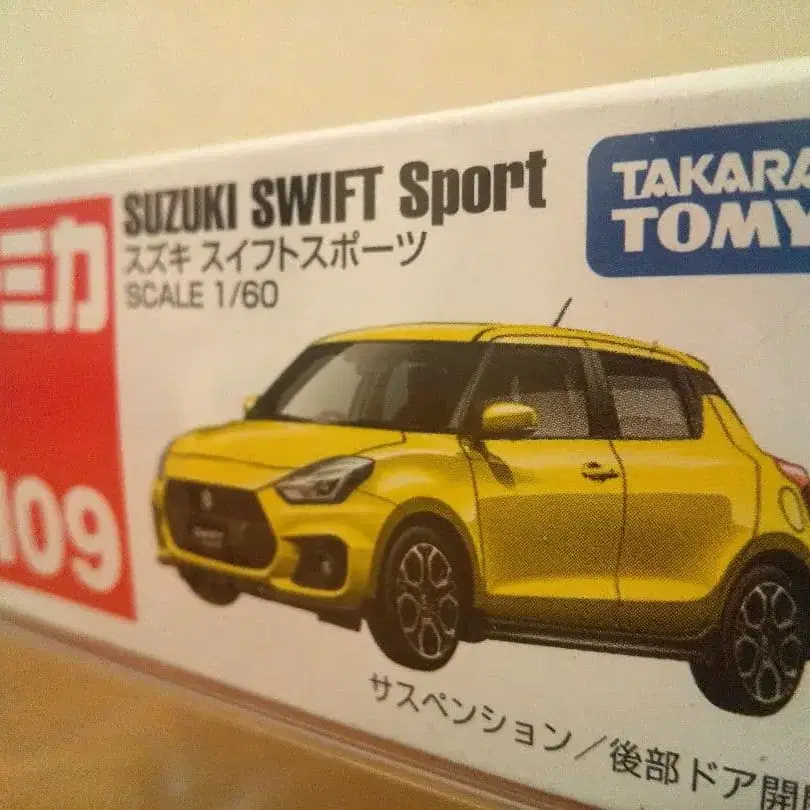 ミカ
109
SUZUKI SWIFT Sport
スズキ スイフトスポーツ
SCALE 1/60
TAKARA
TOMY
サスペンション/後部ドア開